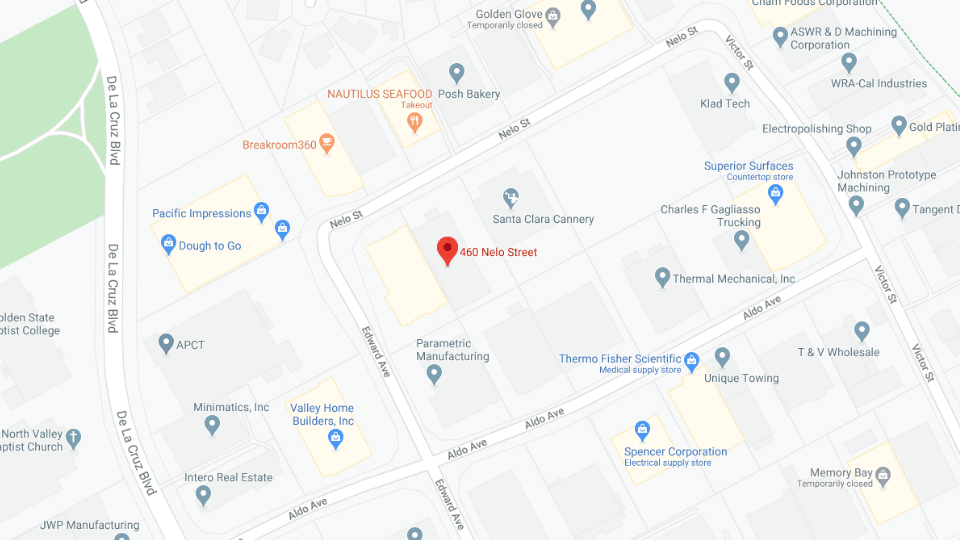 Cham Foods Corporation
Golden Glove
Temporarily closed
ASWR & D Machining
Corporation
Nelo St
Victor St
WRA-Cal Industries
De La Cruz Blvd
NAUTILUS SEAFOOD
Takeout
Posh Bakery
Klad Tech
Nelo St
Electropolishing Shop
Gold Platin
Breakroom360
Superior Surfaces
Countertop store
Johnston Prototype
Machining
Pacific Impressions
Nelo St
Santa Clara Cannery
Charles F Gagliasso
Trucking
Tangent D
Dough to Go
460 Nelo Street
De La Cruz Blvd
Thermal Mechanical, Inc
Victor St
Aldo Ave
olden State
ptist College
APCT
Edward Ave
Parametric
Manufacturing
Thermo Fisher Scientific
Medical supply store
T & V Wholesale
Victor St
Unique Towing
Minimatics, Inc
Valley Home
Builders, Inc
De La Cruz Blvd
North Valley
aptist Church
Aldo Ave
Aldo Ave
Spencer Corporation
Electrical supply store
Intero Real Estate
Memory Bay
Temporarily closed
Edward Ave
Aldo Ave
JWP Manufacturing